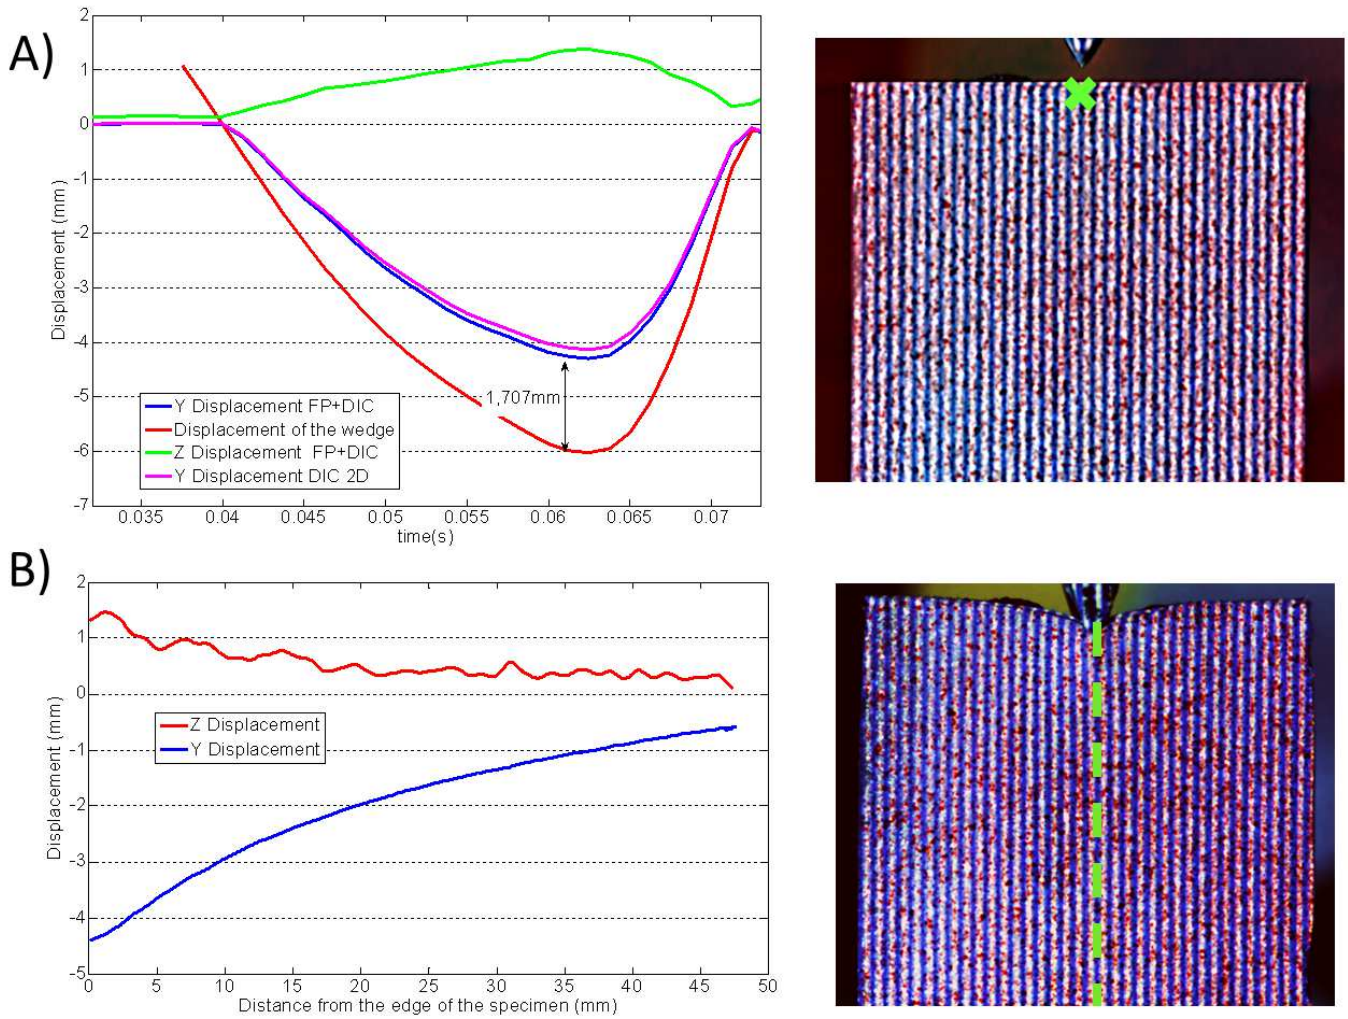 A)
2
1
0
-1
-2
-3
-4
-5
-6
-7
Displacement (mm)
1,707mm
Y Displacement FP+DIC
Displacement of the wedge
Z Displacement FP+DIC
Y Displacement DIC 2D
0.035 0.04 0.045 0.05 0.055 0.06 0.065 0.07
time(s)
B)
2
1
0
-1
-2
-3
-4
-5
Displacement (mm)
Z Displacement
Y Displacement
0 5 10 15 20 25 30 35 40 45 50
Distance from the edge of the specimen (mm)